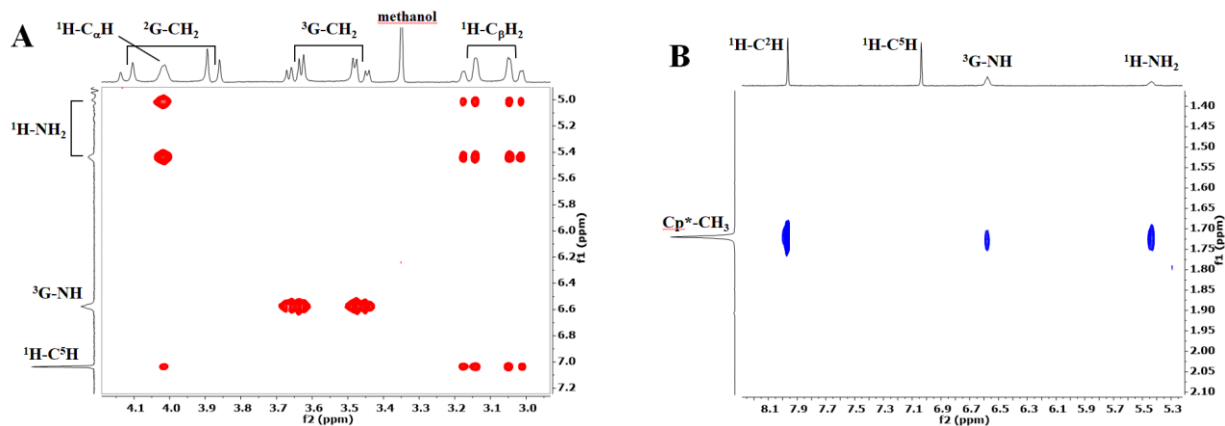 A
¹H-CαH
²G-CH₂
³G-CH₂
methanol
¹H-CβH₂
¹H-NH₂
³G-NH
¹H-C⁵H
5.0
5.2
5.4
5.6
5.8
6.0
6.2
6.4
6.6
6.8
7.0
7.2
f1 (ppm)
4.1 4.0 3.9 3.8 3.7 3.6 3.5 3.4 3.3 3.2 3.1 3.0
f2 (ppm)
B
¹H-C²H
¹H-C⁵H
³G-NH
¹H-NH₂
Cp*-CH₃
1.40
1.45
1.50
1.55
1.60
1.65
1.70
1.75
1.80
1.85
1.90
1.95
2.00
2.05
2.10
f1 (ppm)
8.1 7.9 7.7 7.5 7.3 7.1 6.9 6.7 6.5 6.3 6.1 5.9 5.7 5.5 5.3
f2 (ppm)